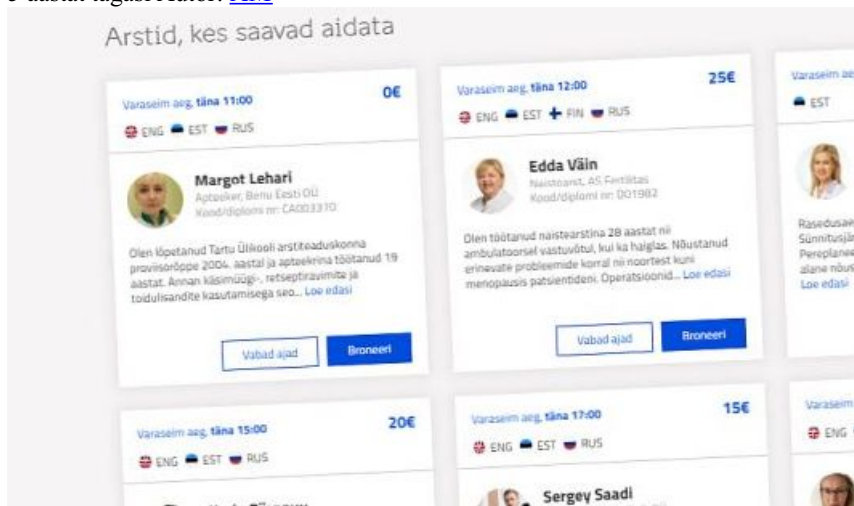 Arstid, kes saavad aidata
Varaseim aeg, täna 11:00 0€
ENG EST RUS
Margot Lehari
Apteeker, Benu Eesti OÜ
Kood/diplomi nr: CA003370
Olen lõpetanud Tartu Ülikooli arstiteaduskonna
proviisorõppe 2004. aastal ja apteekrina töötanud 19
aastat. Annan käsimüügi-, retseptiravimite ja
toidulisandite kasutamisega seo... Loe edasi
Vabad ajad Broneeri
Varaseim aeg, täna 12:00 25€
ENG EST FIN RUS
Edda Väin
Naistearst, AS Fertilitas
Kood/diplomi nr: D01982
Olen töötanud naistearstina 28 aastat nii
ambulatoorsel vastuvõtul, kui ka haiglas. Nõustanud
erinevate probleemide korral nii noortest kuni
menopausis patsientideni. Operatsioonid... Loe edasi
Vabad ajad Broneeri
Varaseim
EST
Rasedusae
Sünnitusjär
Pereplanee
alane nõus
Loe edasi
Varaseim aeg, täna 15:00 20€
ENG EST RUS
Varaseim aeg, täna 17:00 15€
ENG EST RUS
Sergey Saadi
Varaseim
ENG